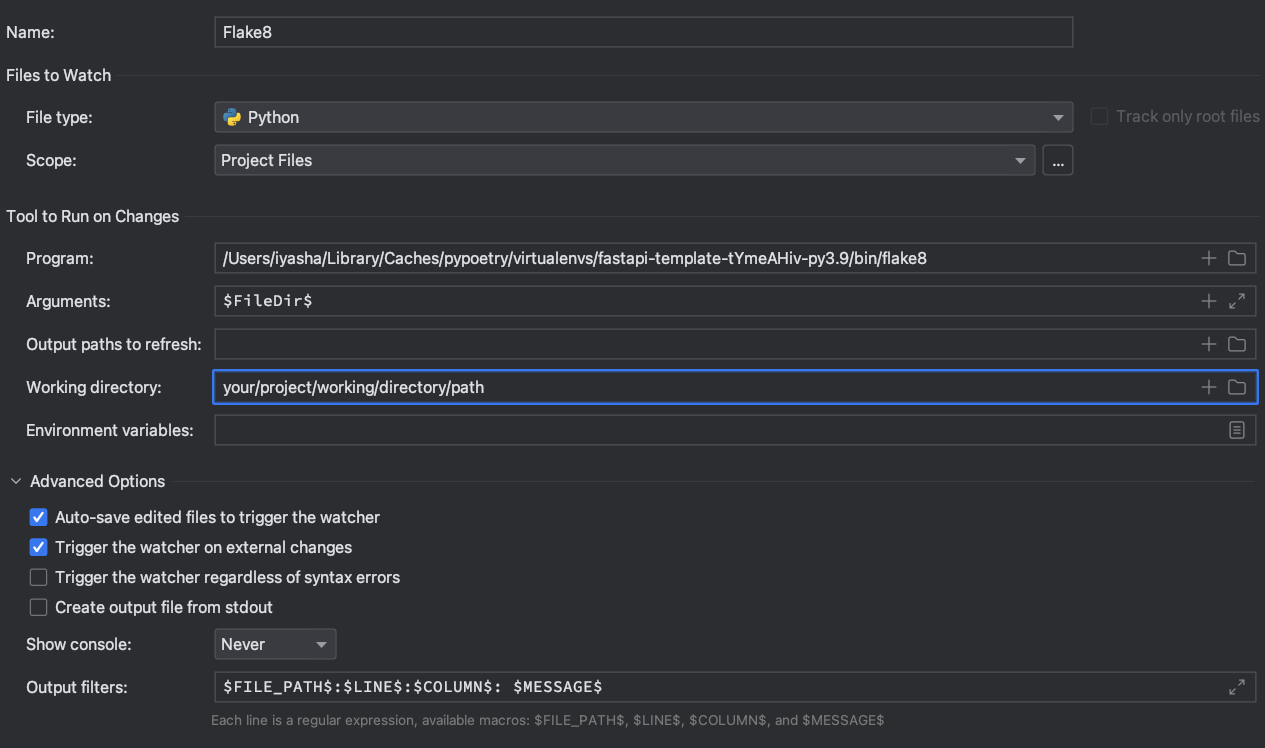 Name: Flake8
Files to Watch
File type: Python Track only root files
Scope: Project Files ...
Tool to Run on Changes
Program: /Users/iyasha/Library/Caches/pypoetry/virtualenvs/fastapi-template-tYmeAHiv-py3.9/bin/flake8
Arguments: $FileDir$
Output paths to refresh:
Working directory: your/project/working/directory/path
Environment variables:
Advanced Options
Auto-save edited files to trigger the watcher
Trigger the watcher on external changes
Trigger the watcher regardless of syntax errors
Create output file from stdout
Show console: Never
Output filters: $FILE_PATH$:$LINE$:$COLUMN$: $MESSAGE$
Each line is a regular expression, available macros: $FILE_PATH$, $LINE$, $COLUMN$, and $MESSAGE$